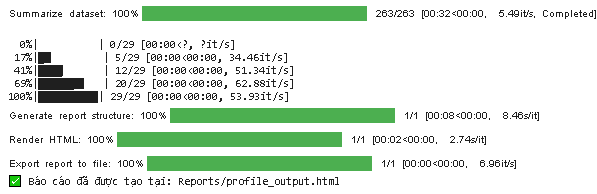 Summarize dataset: 100% 263/263 [00:32<00:00, 5.49it/s, Completed]
0%| | 0/29 [00:00<?, ?it/s]
17%| | 5/29 [00:00<00:00, 34.46it/s]
41%| | 12/29 [00:00<00:00, 51.34it/s]
69%| | 20/29 [00:00<00:00, 62.88it/s]
100%| | 29/29 [00:00<00:00, 53.93it/s]
Generate report structure: 100% 1/1 [00:08<00:00, 8.46s/it]
Render HTML: 100% 1/1 [00:02<00:00, 2.74s/it]
Export report to file: 100% 1/1 [00:00<00:00, 6.96it/s]
✅ Báo cáo đã được tạo tại: Reports/profile_output.html